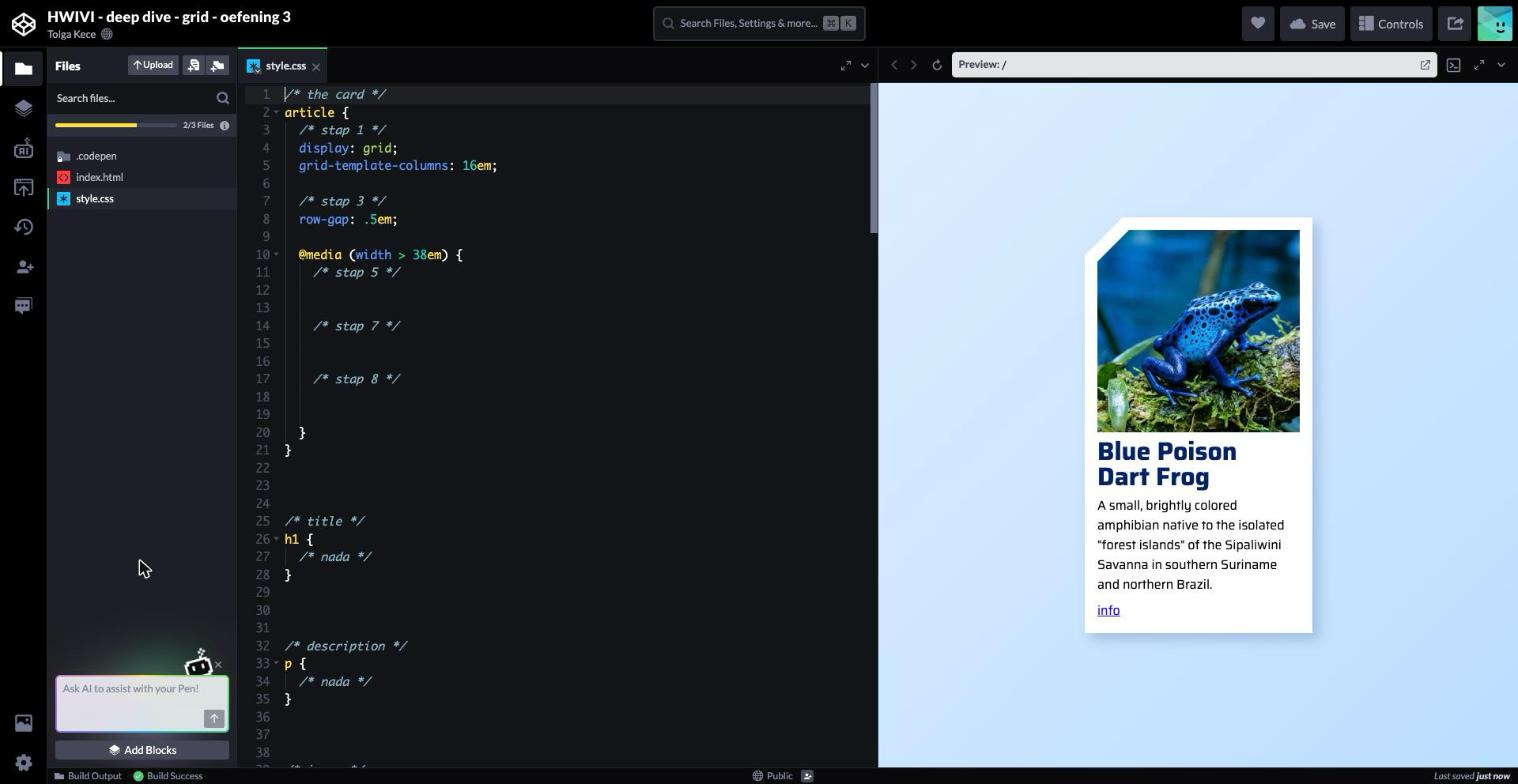 HWIVI - deep dive - grid - oefening 3
Tolga Kece
Search Files, Settings & more... ⌘ K
Save
Controls
Files
Upload
Search files...
2/3 Files
.codepen
index.html
style.css
AI
Ask AI to assist with your Pen!
Add Blocks
style.css
1 /* the card */
2 article {
3 /* stap 1 */
4 display: grid;
5 grid-template-columns: 16em;
6
7 /* stap 3 */
8 row-gap: .5em;
9
10 @media (width > 38em) {
11 /* stap 5 */
12
13
14 /* stap 7 */
15
16
17 /* stap 8 */
18
19
20 }
21 }
22
23
24
25 /* title */
26 h1 {
27 /* nada */
28 }
29
30
31
32 /* description */
33 p {
34 /* nada */
35 }
36
37
38
Preview: /
Blue Poison
Dart Frog
A small, brightly colored
amphibian native to the isolated
“forest islands” of the Sipaliwini
Savanna in southern Suriname
and northern Brazil.
info
Build Output
Build Success
Public
Last saved just now